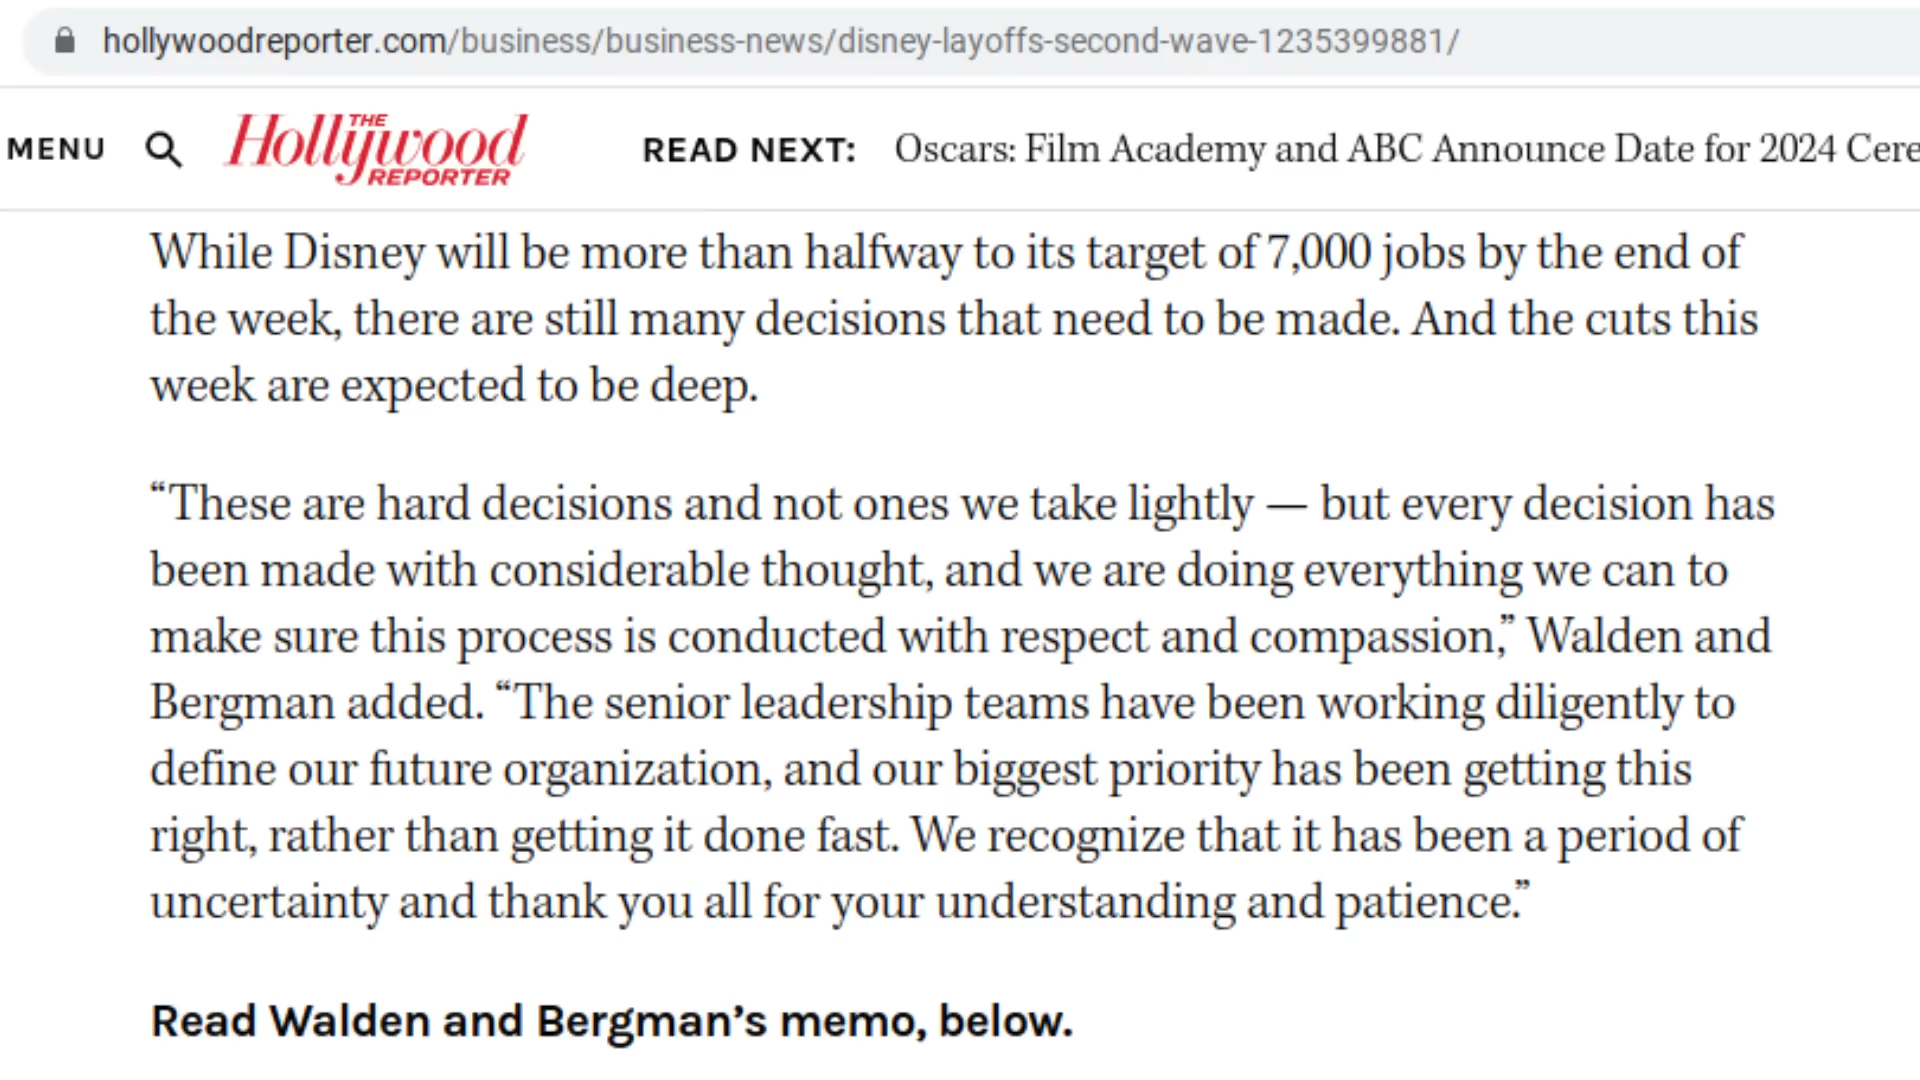 hollywoodreporter.com/business/business-news/disney-layoffs-second-wave-1235399881/
MENU
THE
Hollywood
REPORTER
READ NEXT: Oscars: Film Academy and ABC Announce Date for 2024 Cere
While Disney will be more than halfway to its target of 7,000 jobs by the end of
the week, there are still many decisions that need to be made. And the cuts this
week are expected to be deep.
“These are hard decisions and not ones we take lightly — but every decision has
been made with considerable thought, and we are doing everything we can to
make sure this process is conducted with respect and compassion,” Walden and
Bergman added. “The senior leadership teams have been working diligently to
define our future organization, and our biggest priority has been getting this
right, rather than getting it done fast. We recognize that it has been a period of
uncertainty and thank you all for your understanding and patience.”
Read Walden and Bergman’s memo, below.